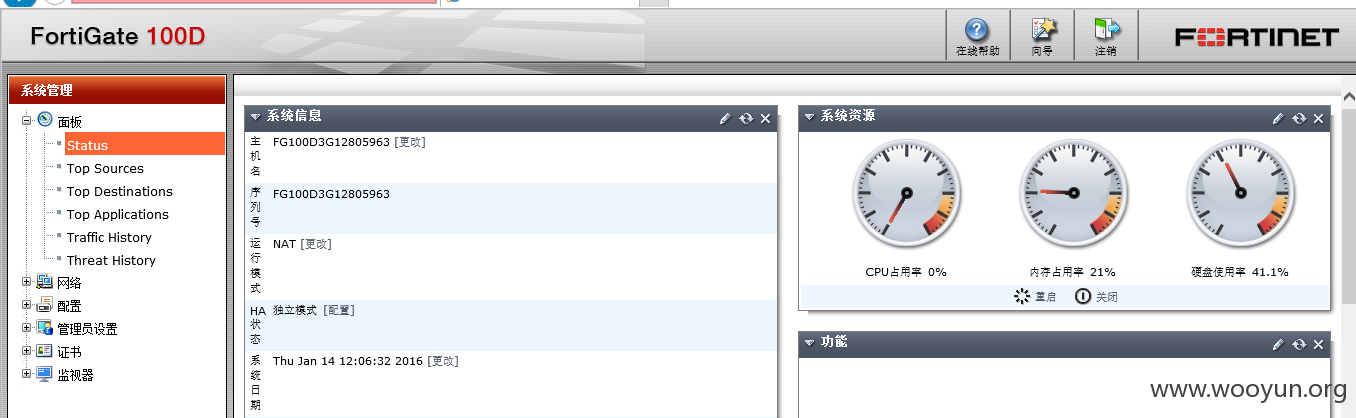 FortiGate 100D
在线帮助
向导
注销
FORTINET
系统管理
面板
Status
Top Sources
Top Destinations
Top Applications
Traffic History
Threat History
网络
配置
管理员设置
证书
监视器
系统信息
主机名 FG100D3G12805963 [更改]
序列号 FG100D3G12805963
运行模式 NAT [更改]
HA状态 独立模式 [配置]
系统日期 Thu Jan 14 12:06:32 2016 [更改]
系统资源
CPU占用率 0%
内存占用率 21%
硬盘使用率 41.1%
重启
关闭
功能
www.wooyun.org